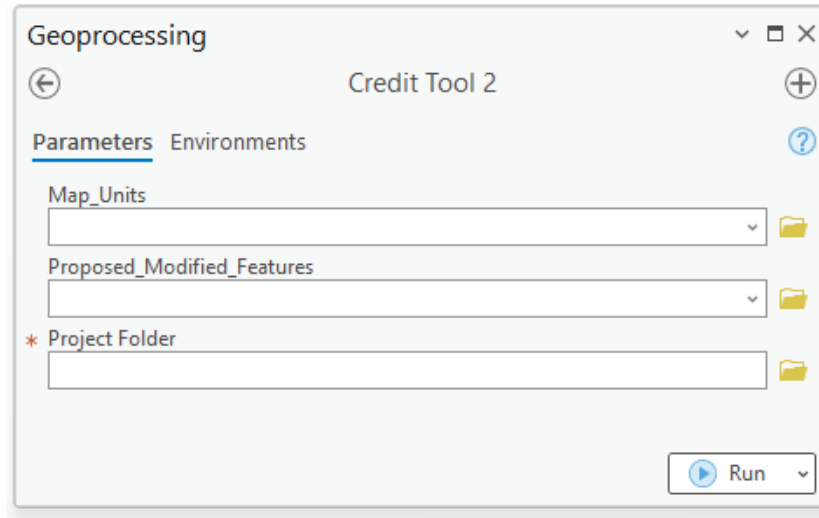 Geoprocessing
Credit Tool 2
Parameters Environments
Map_Units
Proposed_Modified_Features
* Project Folder
Run